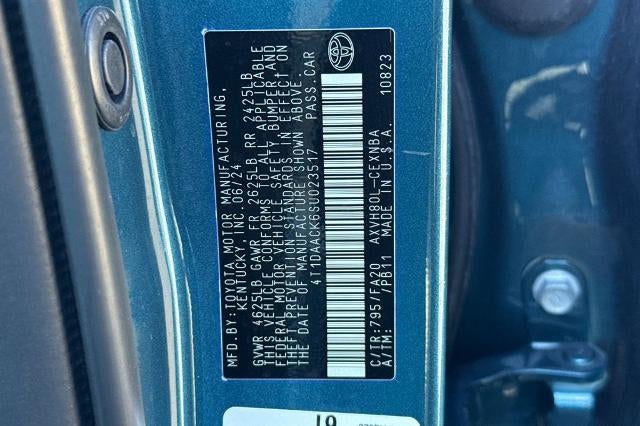 MFD. BY: TOYOTA MOTOR MANUFACTURING,
KENTUCKY, INC. 06/24
GVWR 4625LB GAWR FR 2625LB RR 2425LB
THIS VEHICLE CONFORMS TO ALL APPLICABLE
FEDERAL MOTOR VEHICLE SAFETY, BUMPER AND
THEFT PREVENTION STANDARDS IN EFFECT ON
THE DATE OF MANUFACTURE SHOWN ABOVE.
4T1DAACK6SU023517 PASS. CAR
C/TR: 795/FA20 AXVH80L-CEXNBA
A/TM: /PB11 MADE IN U.S.A. 10823